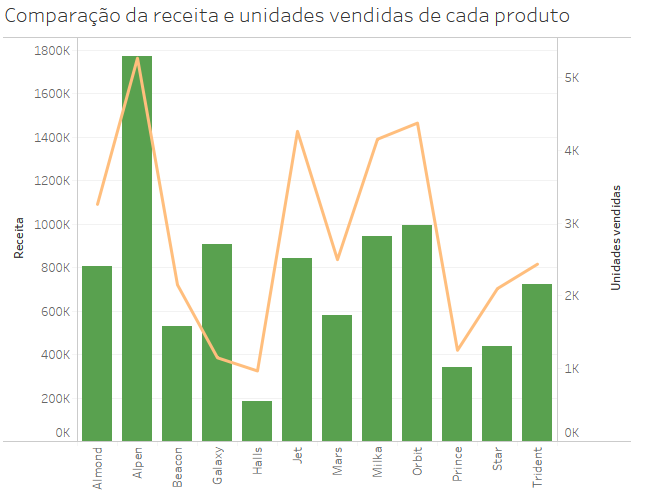 Comparação da receita e unidades vendidas de cada produto
1800K
1600K
1400K
1200K
1000K
800K
600K
400K
200K
0K
Receita
5K
4K
3K
2K
1K
0K
Unidades vendidas
Almond
Alpen
Beacon
Galaxy
Halls
Jet
Mars
Milka
Orbit
Prince
Star
Trident